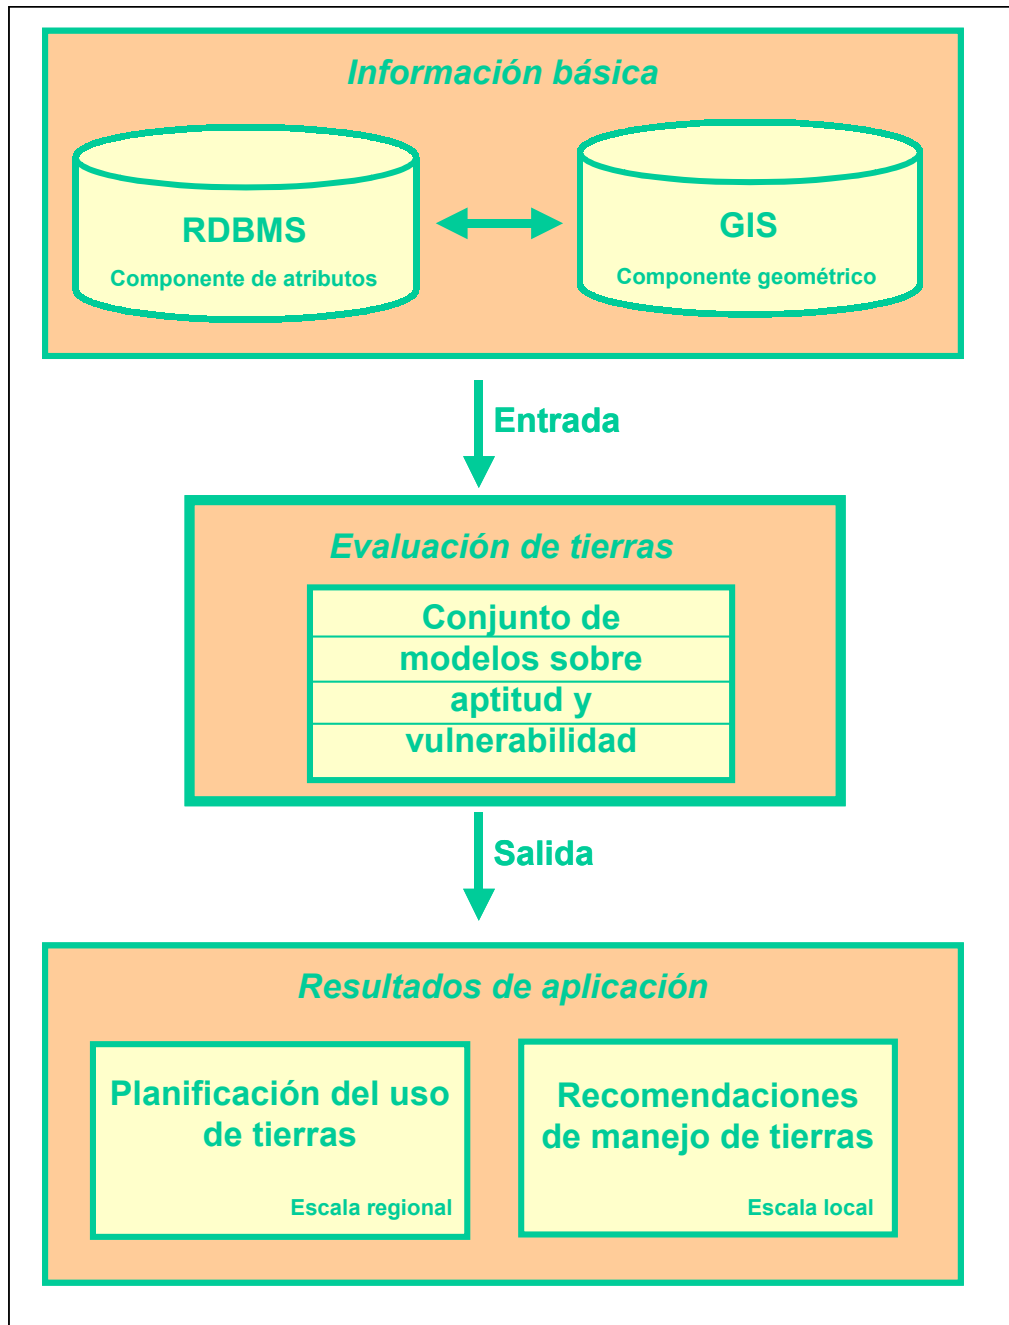 Información básica
RDBMS
Componente de atributos
GIS
Componente geométrico
Entrada
Evaluación de tierras
Conjunto de
modelos sobre
aptitud y
vulnerabilidad
Salida
Resultados de aplicación
Planificación del uso
de tierras
Escala regional
Recomendaciones
de manejo de tierras
Escala local